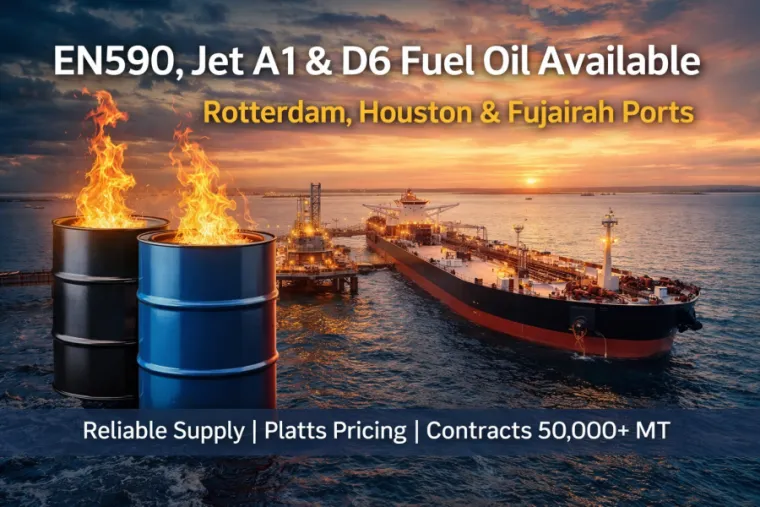 EN590, Jet A1 & D6 Fuel Oil Available
Rotterdam, Houston & Fujairah Ports
Reliable Supply | Platts Pricing | Contracts 50,000+ MT